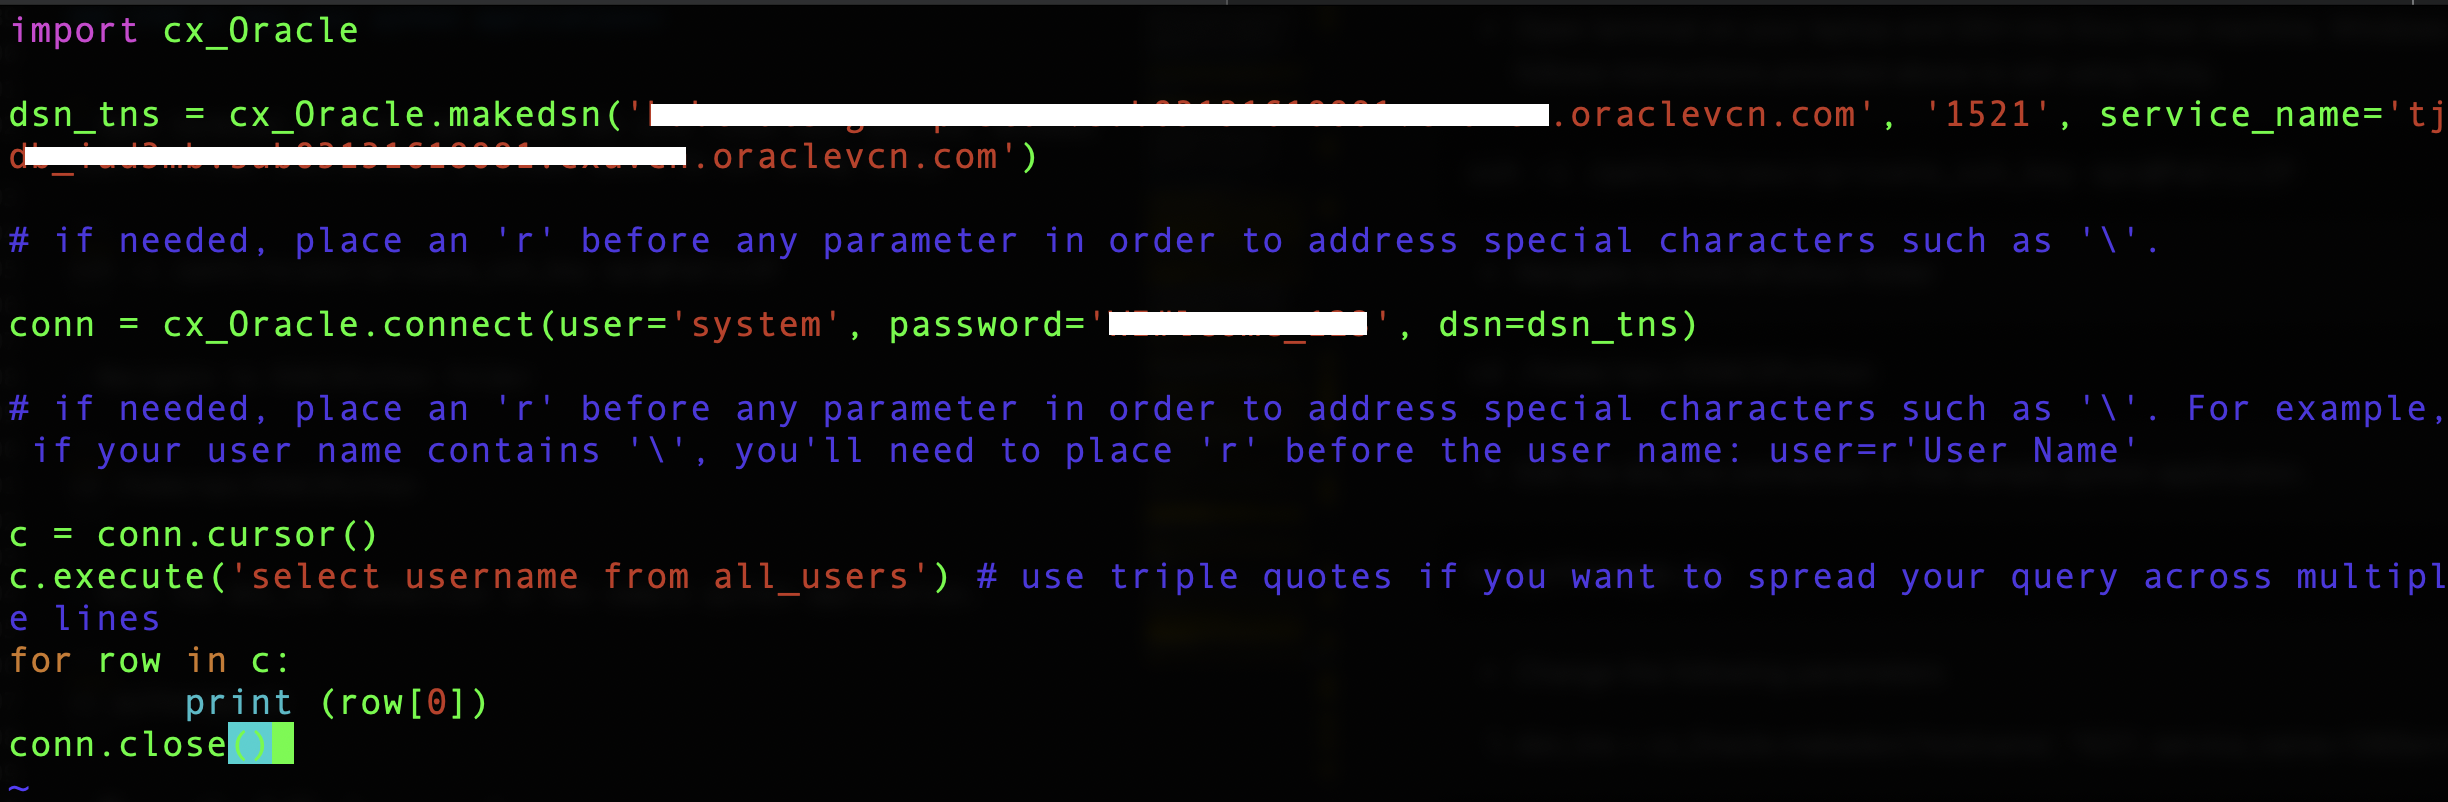 import cx_Oracle
dsn_tns = cx_Oracle.makedsn(' .oraclevcn.com', '1521', service_name='tj
.oraclevcn.com')
# if needed, place an 'r' before any parameter in order to address special characters such as '\'.
conn = cx_Oracle.connect(user='system', password=' ', dsn=dsn_tns)
# if needed, place an 'r' before any parameter in order to address special characters such as '\'. For example,
if your user name contains '\', you'll need to place 'r' before the user name: user=r'User Name'
c = conn.cursor()
c.execute('select username from all_users') # use triple quotes if you want to spread your query across multipl
e lines
for row in c:
print (row[0])
conn.close()
~